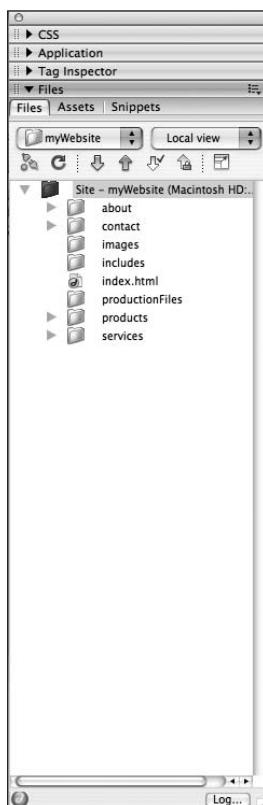 CSS
Application
Tag Inspector
Files
Files Assets Snippets
myWebsite Local view
Site – myWebsite (Macintosh HD:..
about
contact
images
includes
index.html
productionFiles
products
services
Log...